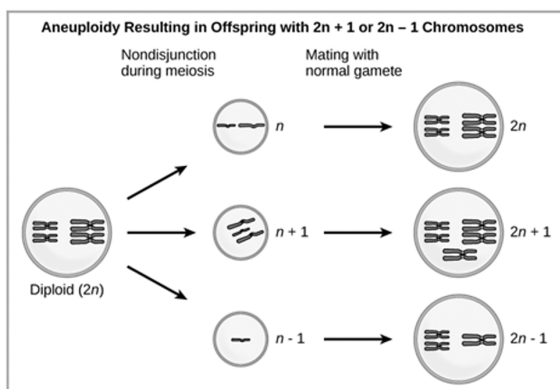 Aneuploidy Resulting in Offspring with 2n + 1 or 2n – 1 Chromosomes
Nondisjunction
during meiosis
Mating with
normal gamete
n
2n
n + 1
2n + 1
Diploid (2n)
n - 1
2n - 1